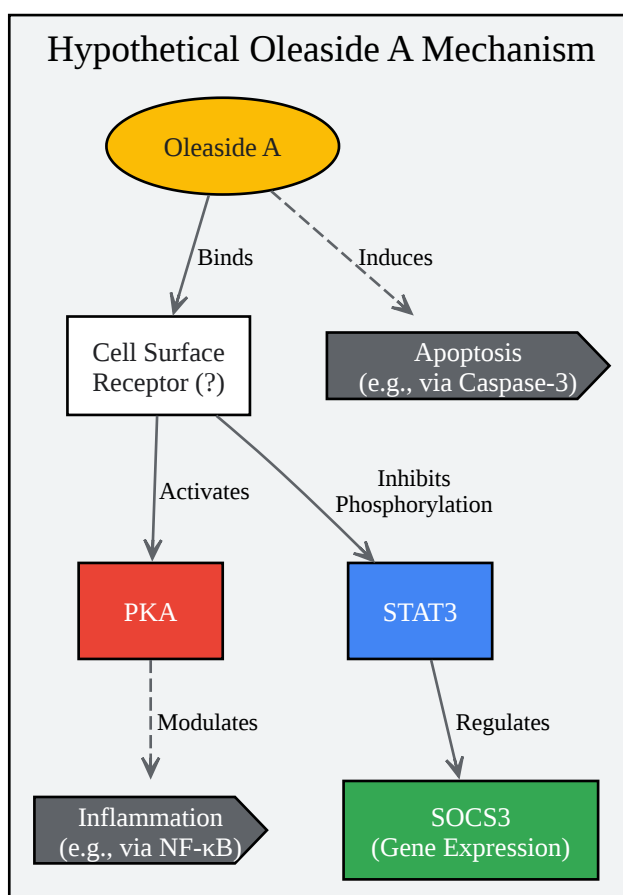 Hypothetical Oleaside A Mechanism
Oleaside A
Binds
Induces
Cell Surface
Receptor (?)
Apoptosis
(e.g., via Caspase-3)
Activates
Inhibits
Phosphorylation
PKA
STAT3
Modulates
Regulates
Inflammation
(e.g., via NF-κB)
SOCS3
(Gene Expression)